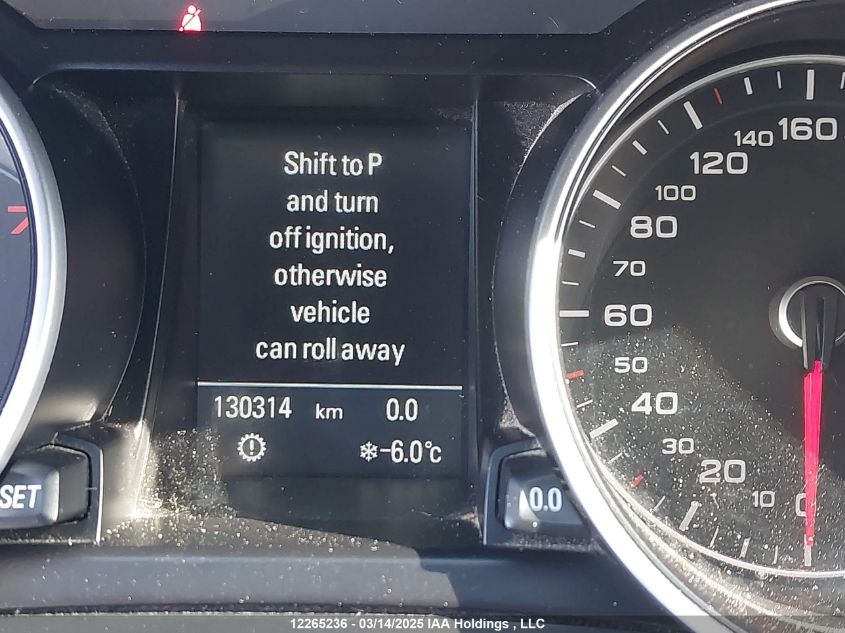 Shift to P
and turn
off ignition,
otherwise
vehicle
can roll away
130314 km 0.0
-6.0°c
SET
0.0
7
160
140
120
100
80
70
60
50
40
30
20
10
0
12265236 - 03/14/2025 IAA Holdings , LLC